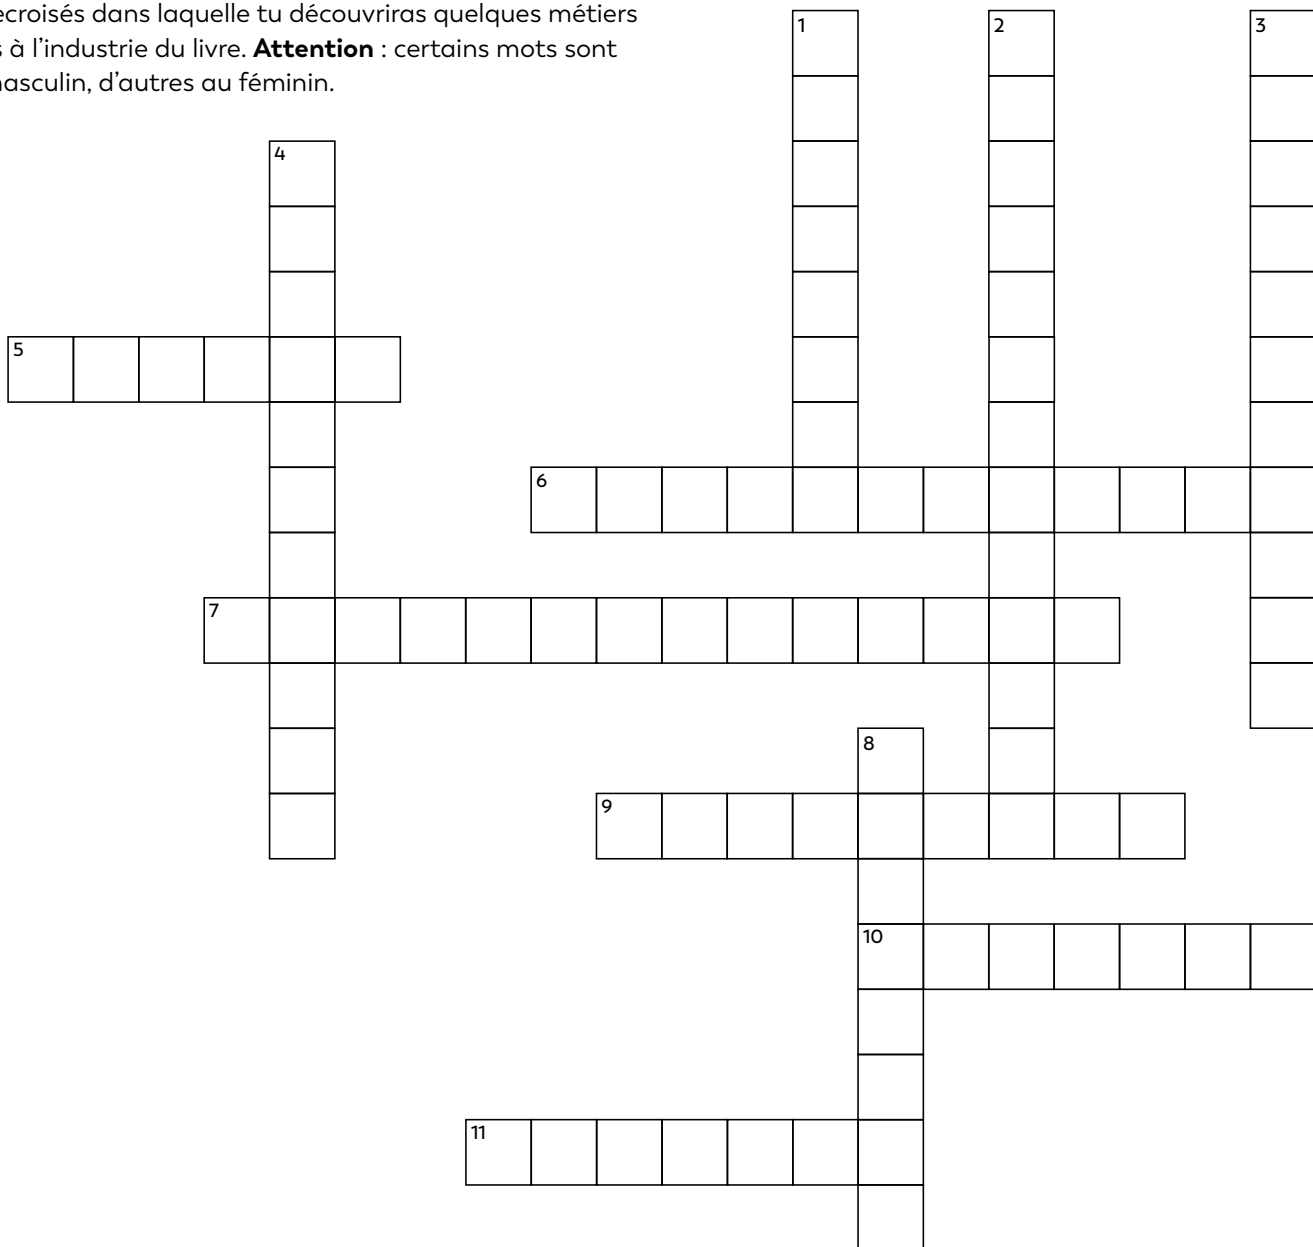 ecroisés dans laquelle tu découvriras quelques métiers
s à l'industrie du livre. Attention : certains mots sont
nasculin, d'autres au féminin.
1 2 3
4
5
6
7
8
9
10
11